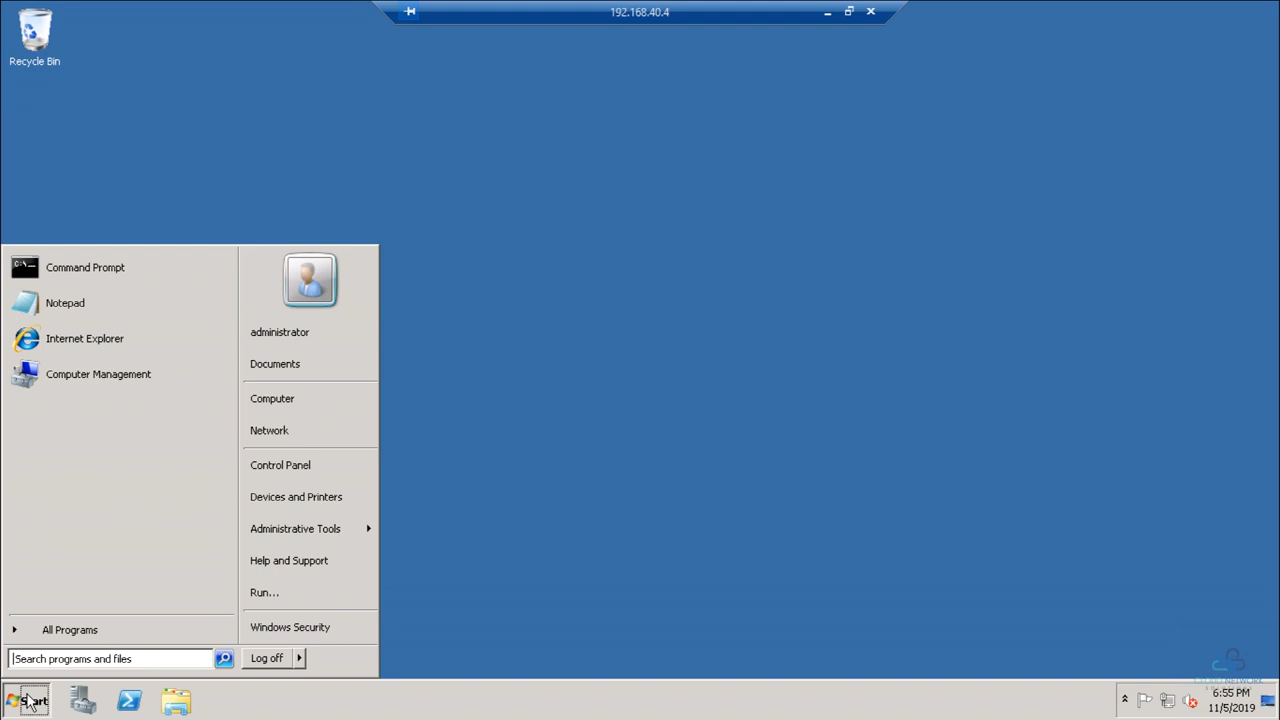 192.168.40.4
Recycle Bin
Command Prompt
Notepad
Internet Explorer
Computer Management
All Programs
Search programs and files
administrator
Documents
Computer
Network
Control Panel
Devices and Printers
Administrative Tools
Help and Support
Run...
Windows Security
Log off
Start
6:55 PM
11/5/2019